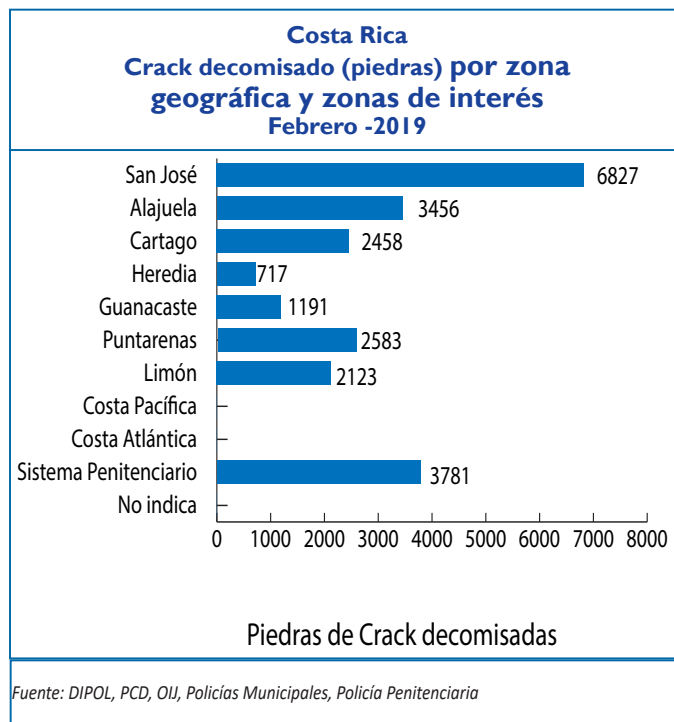 Costa Rica
Crack decomisado (piedras) por zona
geográfica y zonas de interés
Febrero -2019
San José 6827
Alajuela 3456
Cartago 2458
Heredia 717
Guanacaste 1191
Puntarenas 2583
Limón 2123
Costa Pacífica
Costa Atlántica
Sistema Penitenciario 3781
No indica
0 1000 2000 3000 4000 5000 6000 7000 8000
Piedras de Crack decomisadas
Fuente: DIPOL, PCD, OIJ, Policías Municipales, Policía Penitenciaria